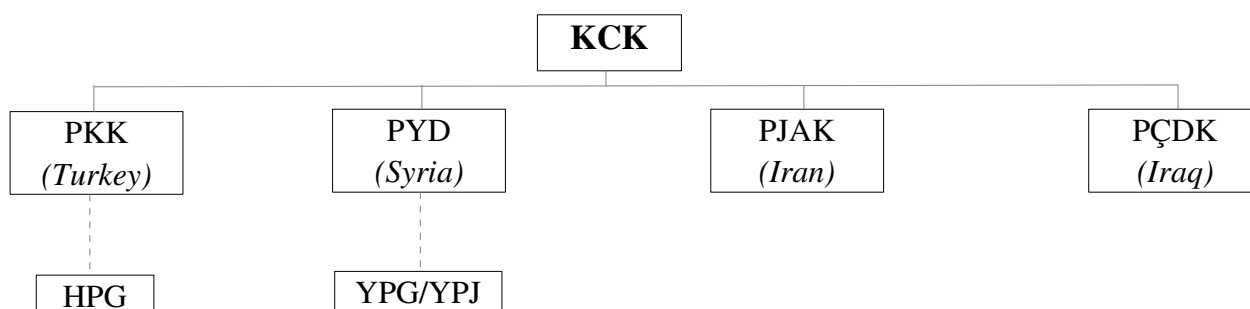 KCK
PKK
(Turkey)
PYD
(Syria)
PJAK
(Iran)
PÇDK
(Iraq)
HPG
YPG/YPJ